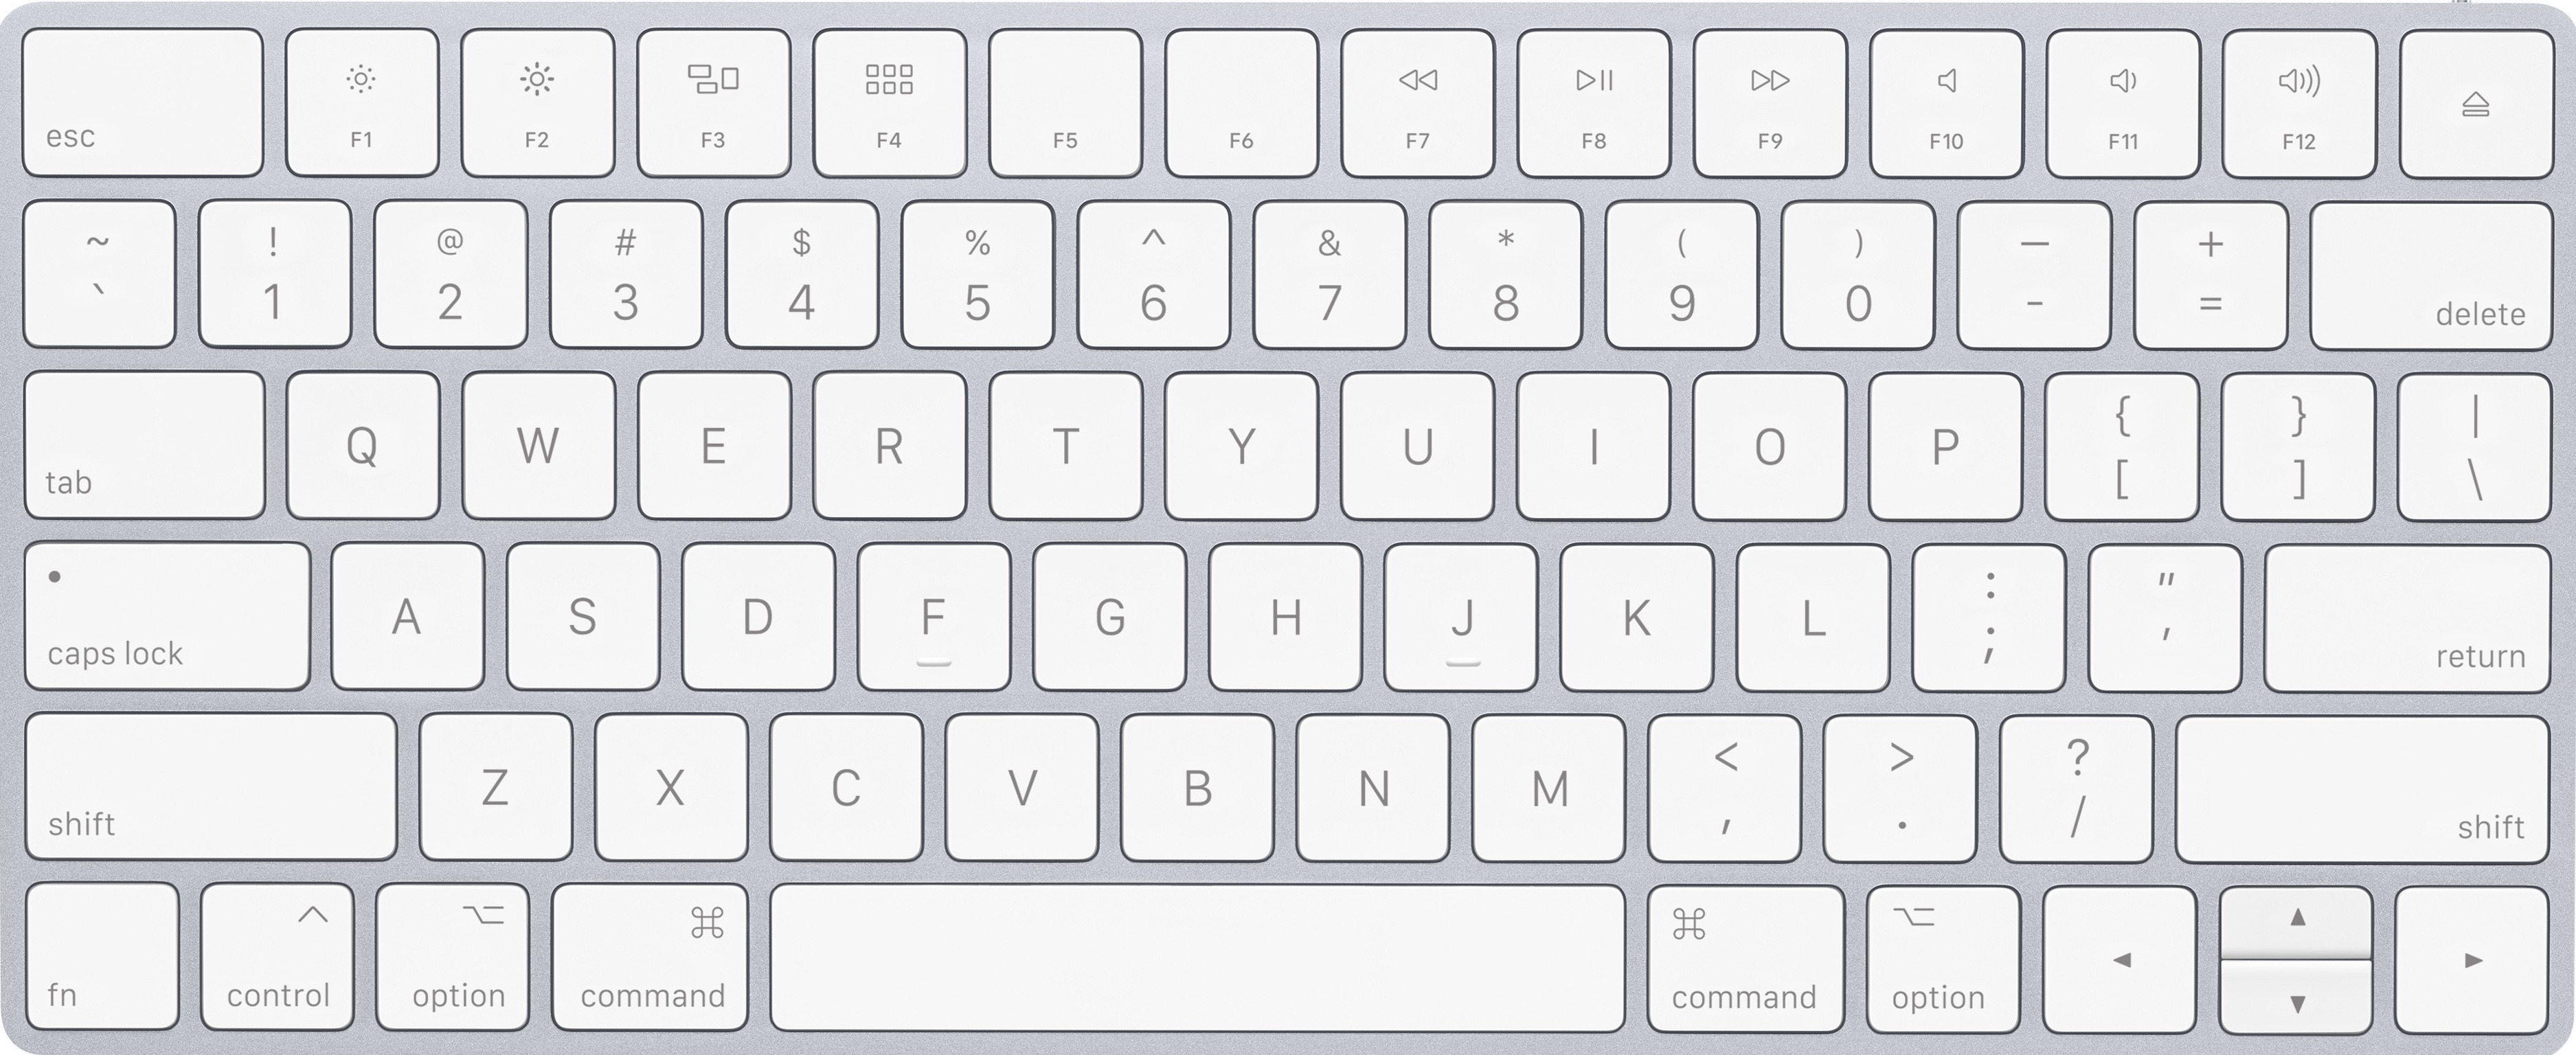 esc F1 F2 F3 F4 F5 F6 F7 F8 F9 F10 F11 F12
~ ! @ # $ % ^ & * ( ) — +
` 1 2 3 4 5 6 7 8 9 0 - = delete
tab Q W E R T Y U I O P { [ } ] | \
caps lock A S D F G H J K L : ; " ' return
shift Z X C V B N M < , > . ? / shift
fn ^ control ⌥ option ⌘ command ⌘ command ⌥ option ◀ ▲ ▼ ▶